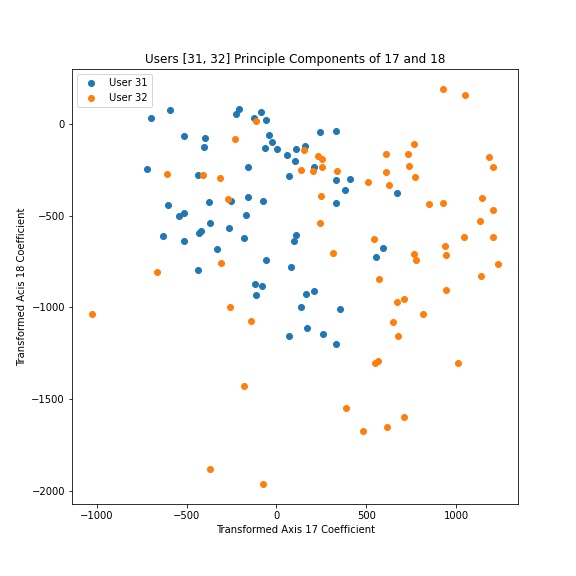 Users [31, 32] Principle Components of 17 and 18
User 31
User 32
Transformed Acis 18 Coefficient
0
−500
−1000
−1500
−2000
−1000
−500
0
500
1000
Transformed Axis 17 Coefficient